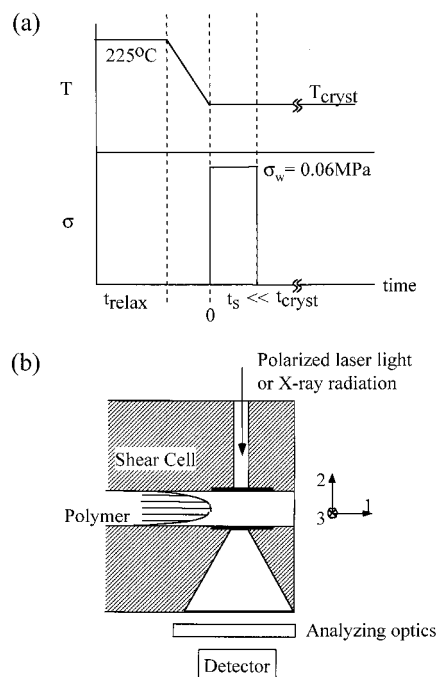 (a)
225°C
T
T_cryst
σ_w = 0.06MPa
σ
time
t_relax
t_s << t_cryst
0
(b)
Polarized laser light
or X-ray radiation
Shear Cell
2
Polymer
1
3
Analyzing optics
Detector